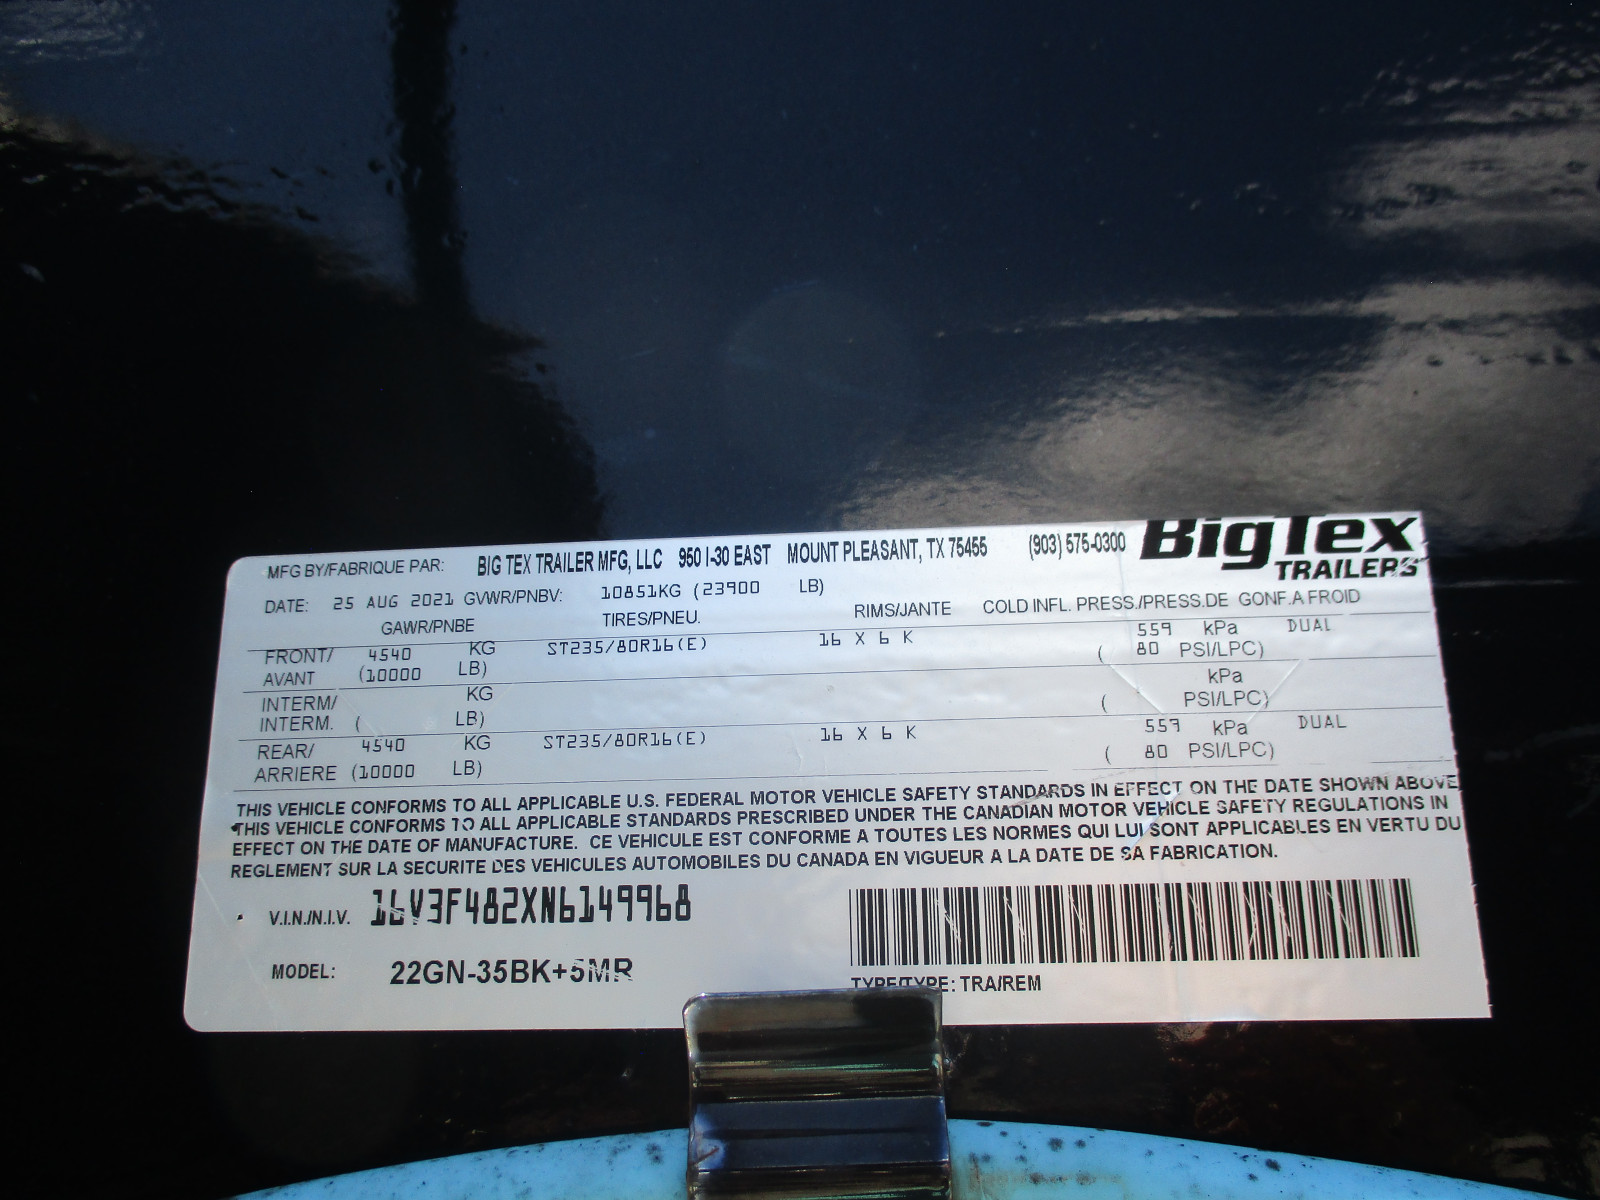 MFG BY/FABRIQUE PAR: BIG TEX TRAILER MFG, LLC 950 I-30 EAST MOUNT PLEASANT, TX 75455 (903) 575-0300 BigTex TRAILERS
DATE: 25 AUG 2021 GVWR/PNBV: 10851KG (23900 LB)
GAWR/PNBE TIRES/PNEU. RIMS/JANTE COLD INFL. PRESS./PRESS.DE GONF.A FROID
FRONT/ 4540 KG ST235/80R16(E) 16 X 6 K 559 kPa DUAL
AVANT (10000 LB) ( 80 PSI/LPC)
INTERM/ KG kPa
INTERM. ( LB) ( PSI/LPC)
REAR/ 4540 KG ST235/80R16(E) 16 X 6 K 559 kPa DUAL
ARRIERE (10000 LB) ( 80 PSI/LPC)
THIS VEHICLE CONFORMS TO ALL APPLICABLE U.S. FEDERAL MOTOR VEHICLE SAFETY STANDARDS IN EFFECT ON THE DATE SHOWN ABOVE
THIS VEHICLE CONFORMS TO ALL APPLICABLE STANDARDS PRESCRIBED UNDER THE CANADIAN MOTOR VEHICLE SAFETY REGULATIONS IN
EFFECT ON THE DATE OF MANUFACTURE. CE VEHICULE EST CONFORME A TOUTES LES NORMES QUI LUI SONT APPLICABLES EN VERTU DU
REGLEMENT SUR LA SECURITE DES VEHICULES AUTOMOBILES DU CANADA EN VIGUEUR A LA DATE DE SA FABRICATION.
V.I.N./N.I.V. 16V3F482XN6149968
MODEL: 22GN-35BK+5MR
TYPE/TYPE: TRA/REM